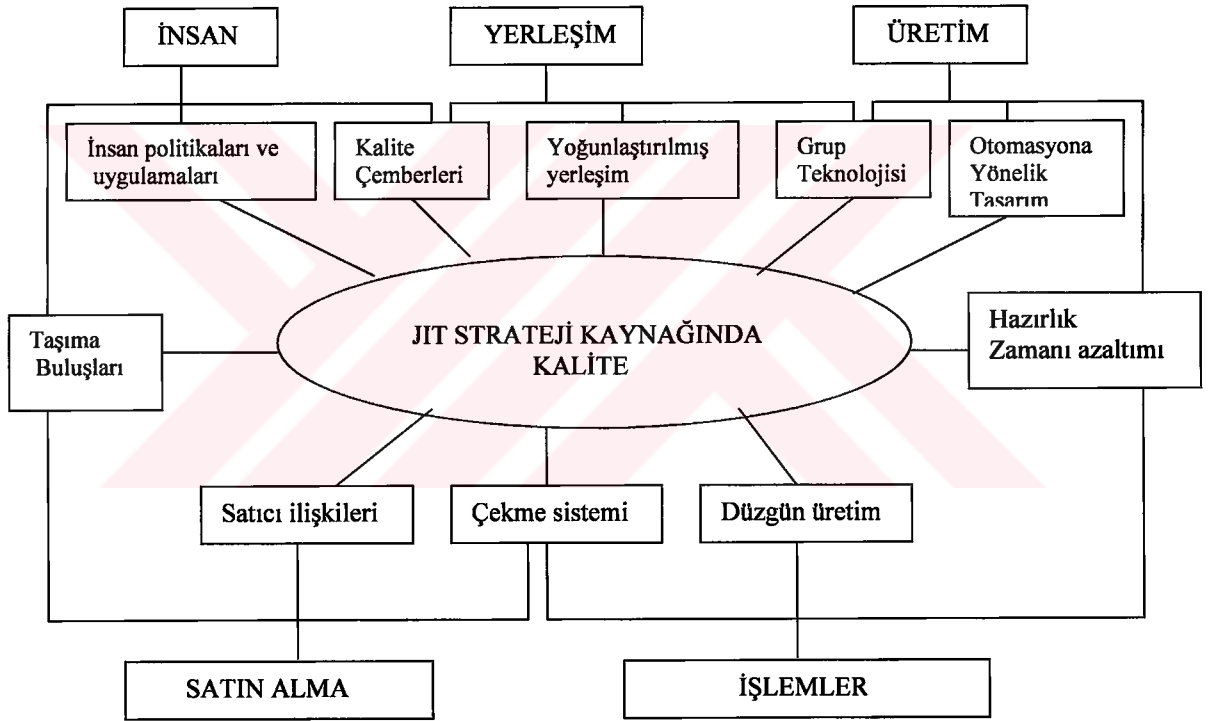 İNSAN
YERLEŞİM
ÜRETİM
İnsan politikaları ve
uygulamaları
Kalite
Çemberleri
Yoğunlaştırılmış
yerleşim
Grup
Teknolojisi
Otomasyona
Yönelik
Tasarım
Taşıma
Buluşları
JIT STRATEJİ KAYNAĞINDA
KALİTE
Hazırlık
Zamanı azaltımı
Satıcı ilişkileri
Çekme sistemi
Düzgün üretim
SATIN ALMA
İŞLEMLER